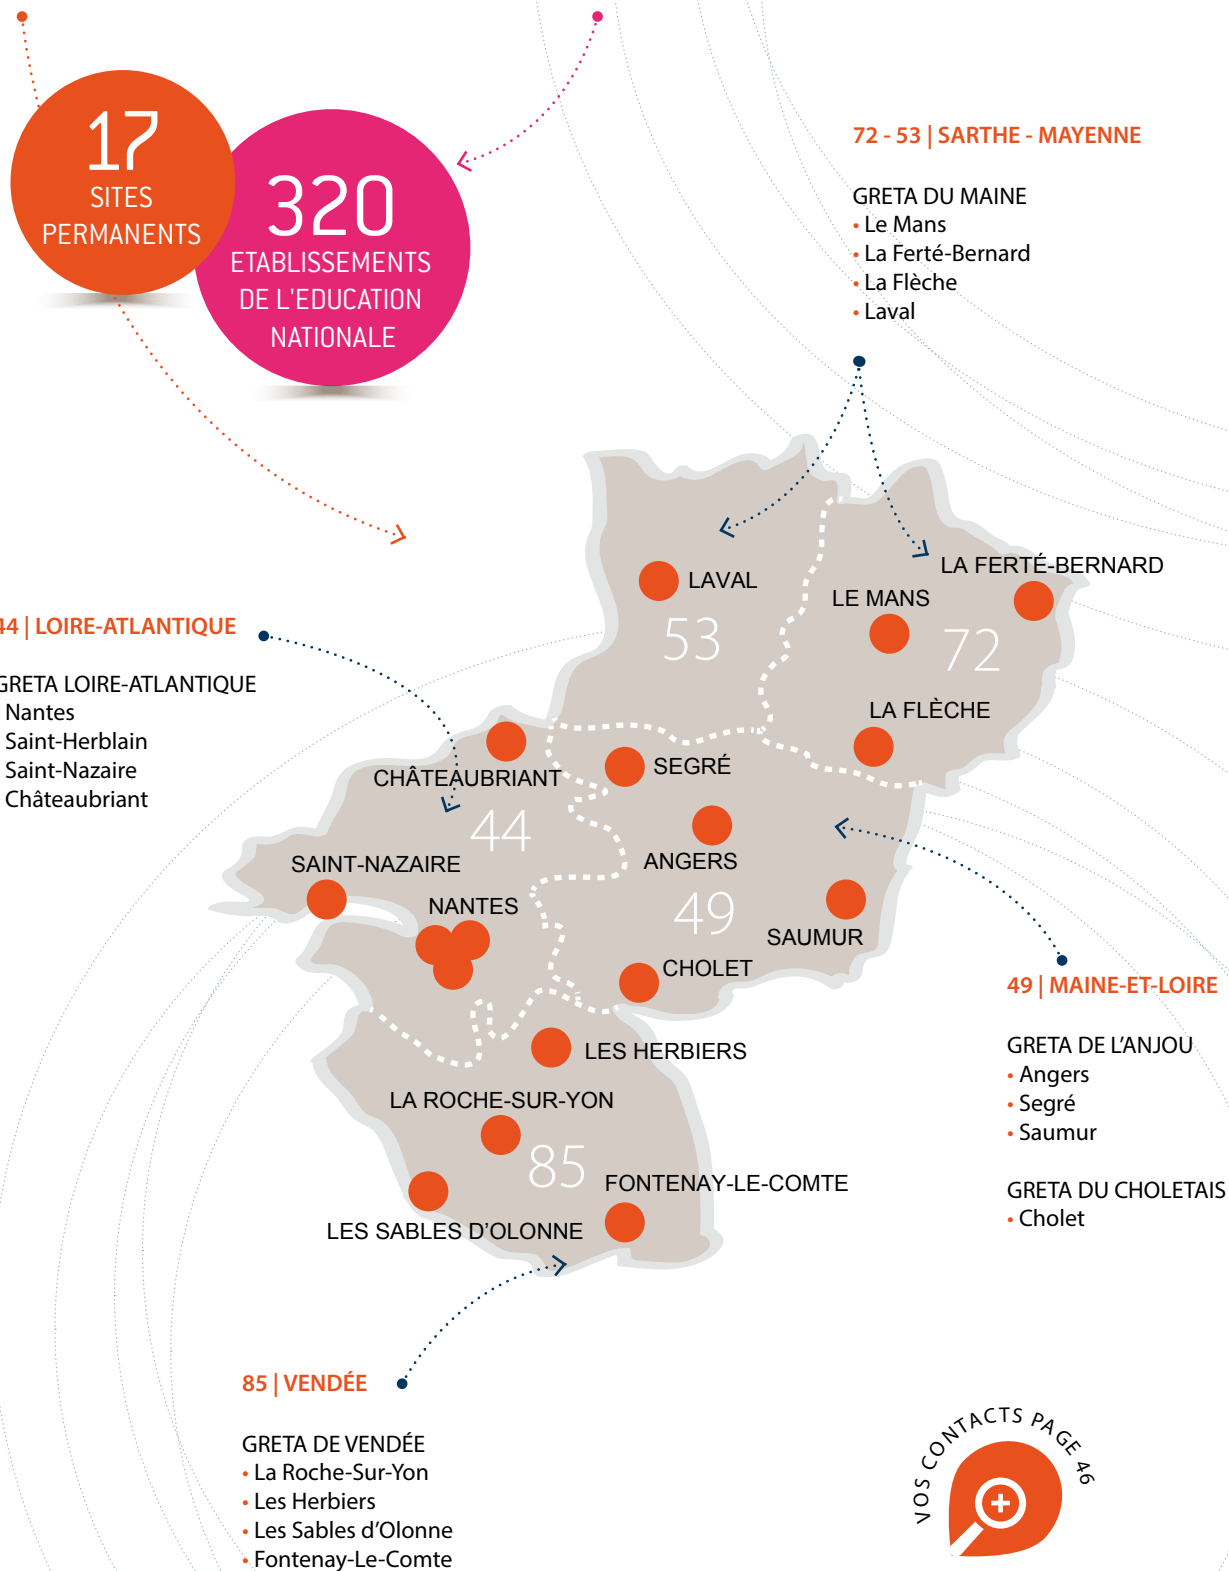 17
SITES
PERMANENTS
320
ETABLISSEMENTS
DE L'EDUCATION
NATIONALE
72 - 53 | SARTHE - MAYENNE
GRETA DU MAINE
• Le Mans
• La Ferté-Bernard
• La Flèche
• Laval
44 | LOIRE-ATLANTIQUE
GRETA LOIRE-ATLANTIQUE
Nantes
Saint-Herblain
Saint-Nazaire
Châteaubriant
LAVAL
53
LA FERTÉ-BERNARD
LE MANS
72
LA FLÈCHE
CHÂTEAUBRIANT
44
SEGRÉ
ANGERS
49
SAINT-NAZAIRE
NANTES
SAUMUR
CHOLET
LES HERBIERS
LA ROCHE-SUR-YON
85
FONTENAY-LE-COMTE
LES SABLES D'OLONNE
49 | MAINE-ET-LOIRE
GRETA DE L'ANJOU
• Angers
• Segré
• Saumur
GRETA DU CHOLETAIS
• Cholet
85 | VENDÉE
GRETA DE VENDÉE
• La Roche-Sur-Yon
• Les Herbiers
• Les Sables d'Olonne
• Fontenay-Le-Comte
VOS CONTACTS PAGE 46